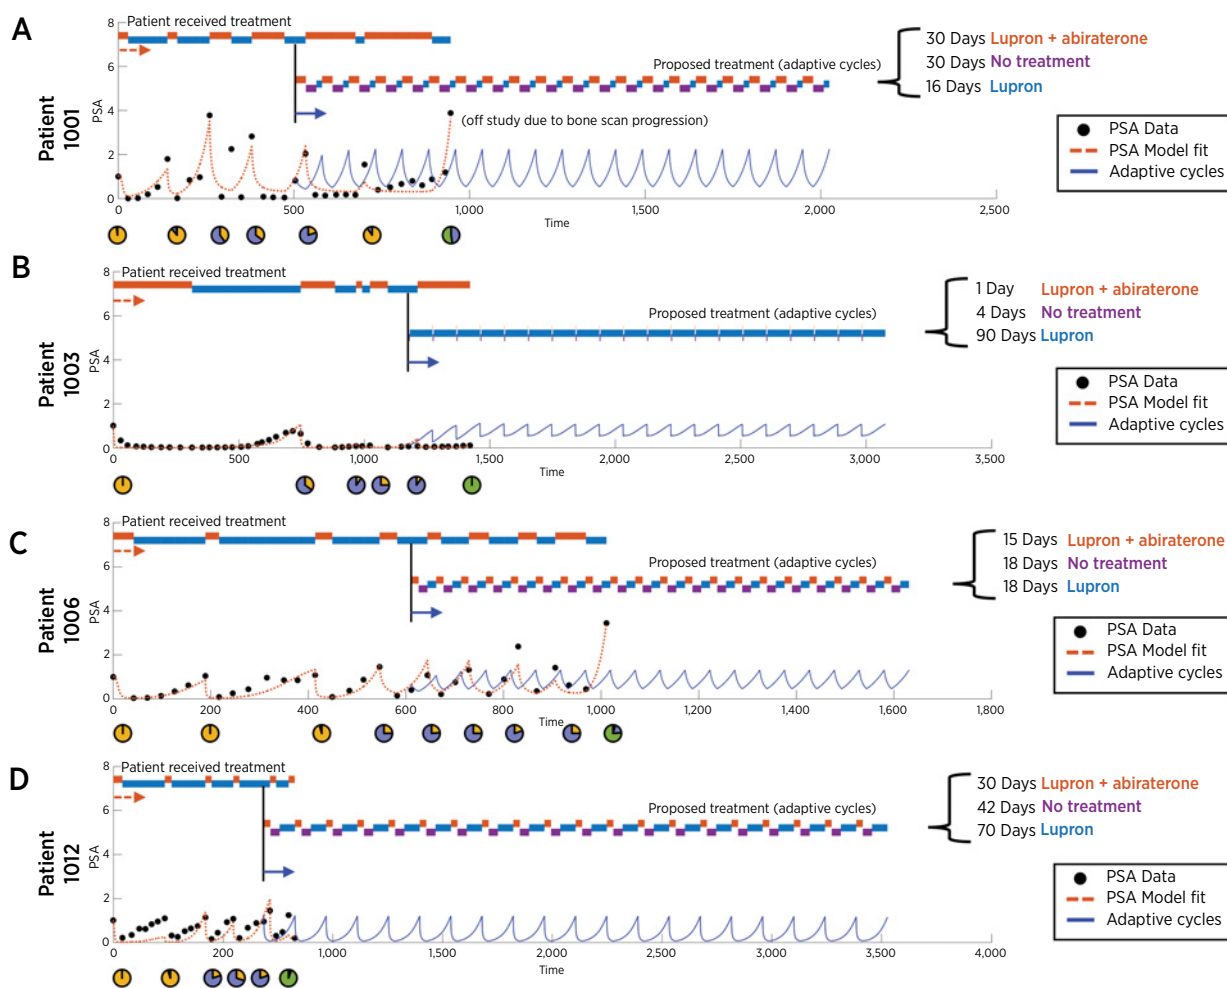 A
Patient
1001
PSA
8
6
4
2
0
Patient received treatment
Proposed treatment (adaptive cycles)
(off study due to bone scan progression)
30 Days Lupron + abiraterone
30 Days No treatment
16 Days Lupron
PSA Data
PSA Model fit
Adaptive cycles
0 500 1,000 1,500 2,000 2,500
Time
B
Patient
1003
PSA
8
6
4
2
0
Patient received treatment
Proposed treatment (adaptive cycles)
1 Day Lupron + abiraterone
4 Days No treatment
90 Days Lupron
PSA Data
PSA Model fit
Adaptive cycles
0 500 1,000 1,500 2,000 2,500 3,000 3,500
Time
C
Patient
1006
PSA
8
6
4
2
0
Patient received treatment
Proposed treatment (adaptive cycles)
15 Days Lupron + abiraterone
18 Days No treatment
18 Days Lupron
PSA Data
PSA Model fit
Adaptive cycles
0 200 400 600 800 1,000 1,200 1,400 1,600 1,800
Time
D
Patient
1012
PSA
8
6
4
2
0
Patient received treatment
Proposed treatment (adaptive cycles)
30 Days Lupron + abiraterone
42 Days No treatment
70 Days Lupron
PSA Data
PSA Model fit
Adaptive cycles
0 200 1,000 1,500 2,000 2,500 3,000 3,500 4,000
Time